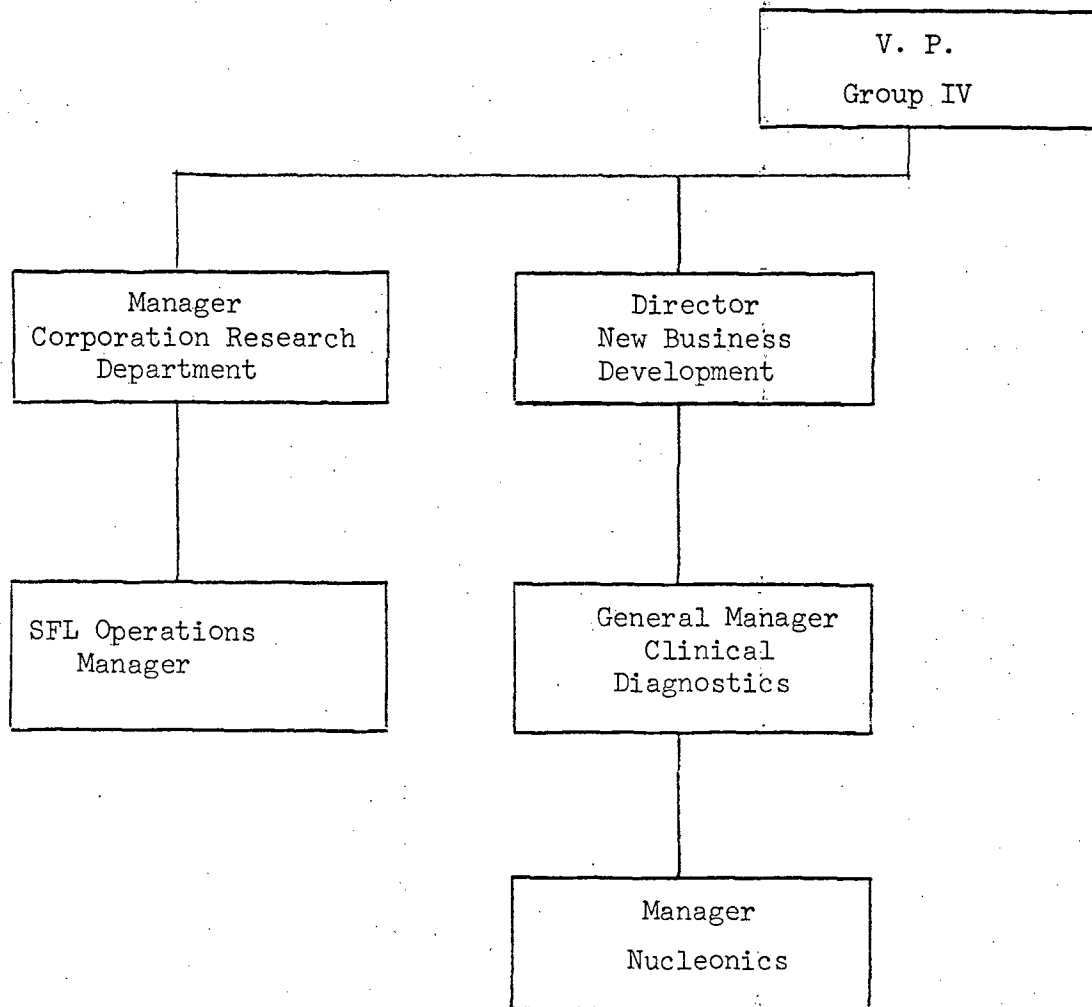 V. P.
Group IV
Manager
Corporation Research
Department
Director
New Business
Development
SFL Operations
Manager
General Manager
Clinical
Diagnostics
Manager
Nucleonics